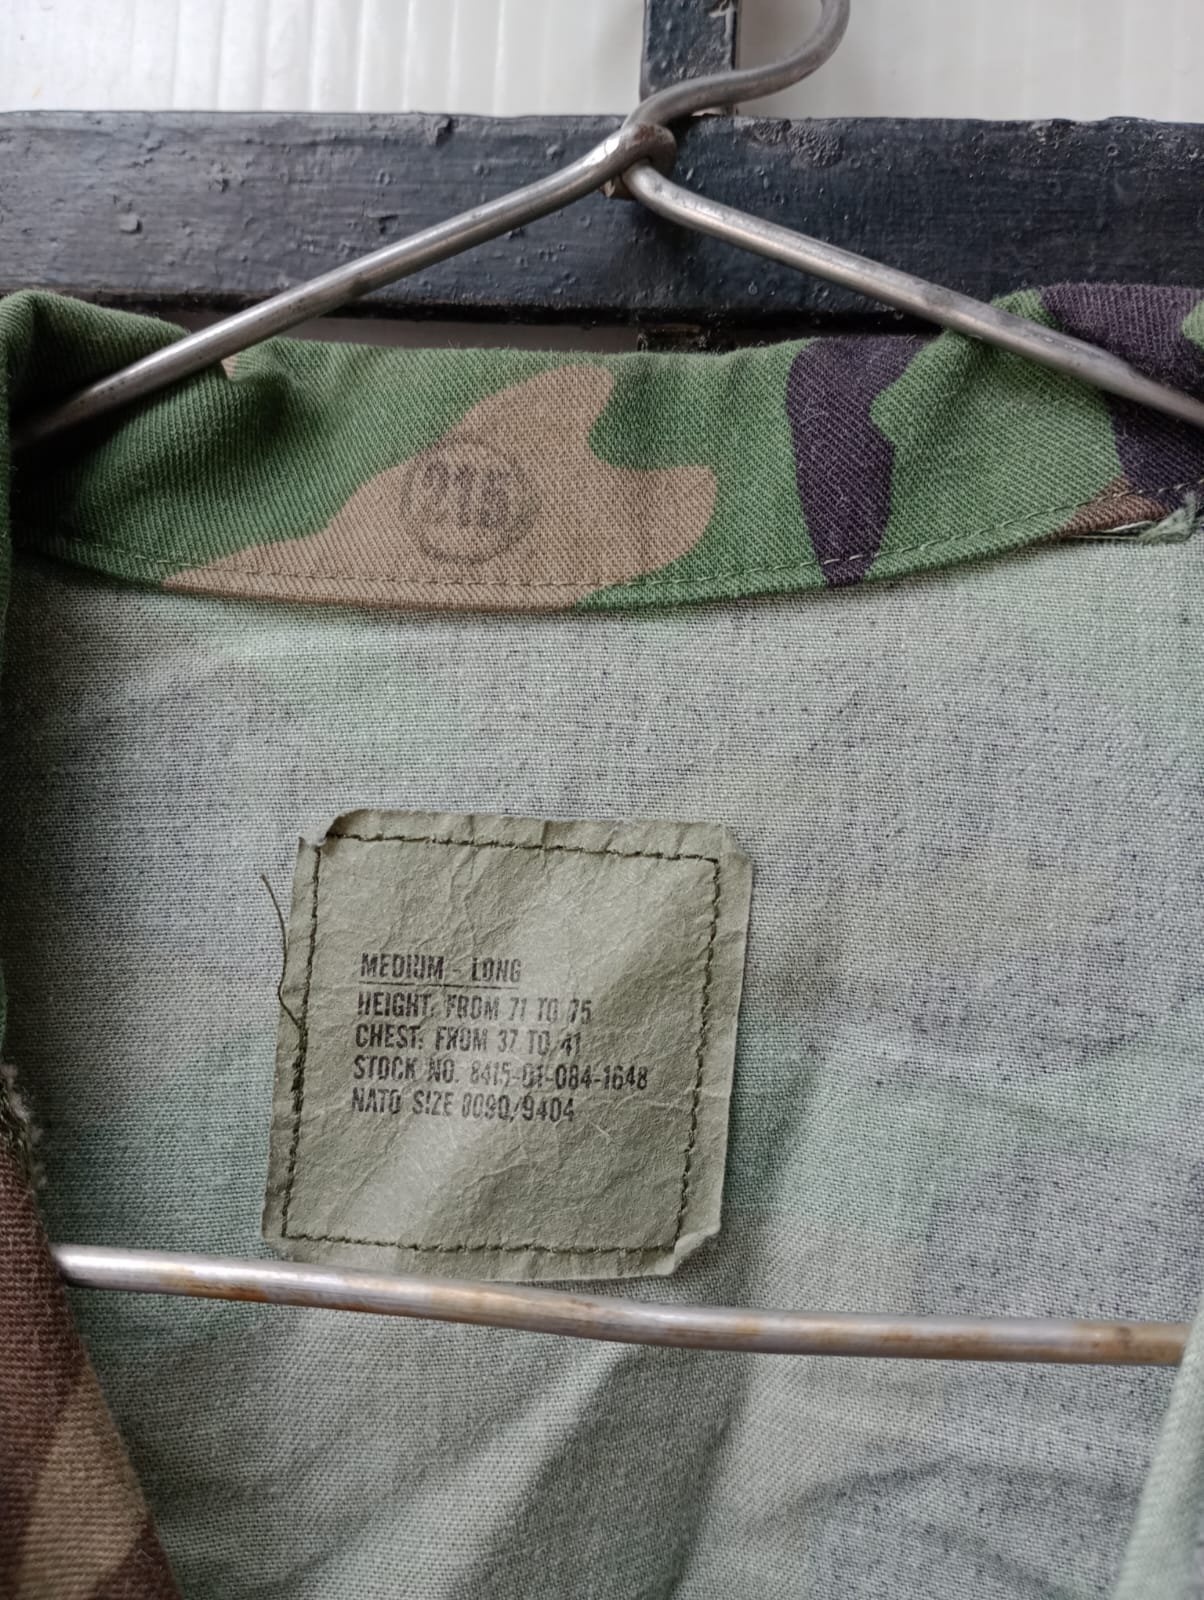 215
MEDIUM - LONG
HEIGHT: FROM 71 TO 75
CHEST: FROM 37 TO 41
STOCK NO. 8415-01-084-1648
NATO SIZE 8090/9404